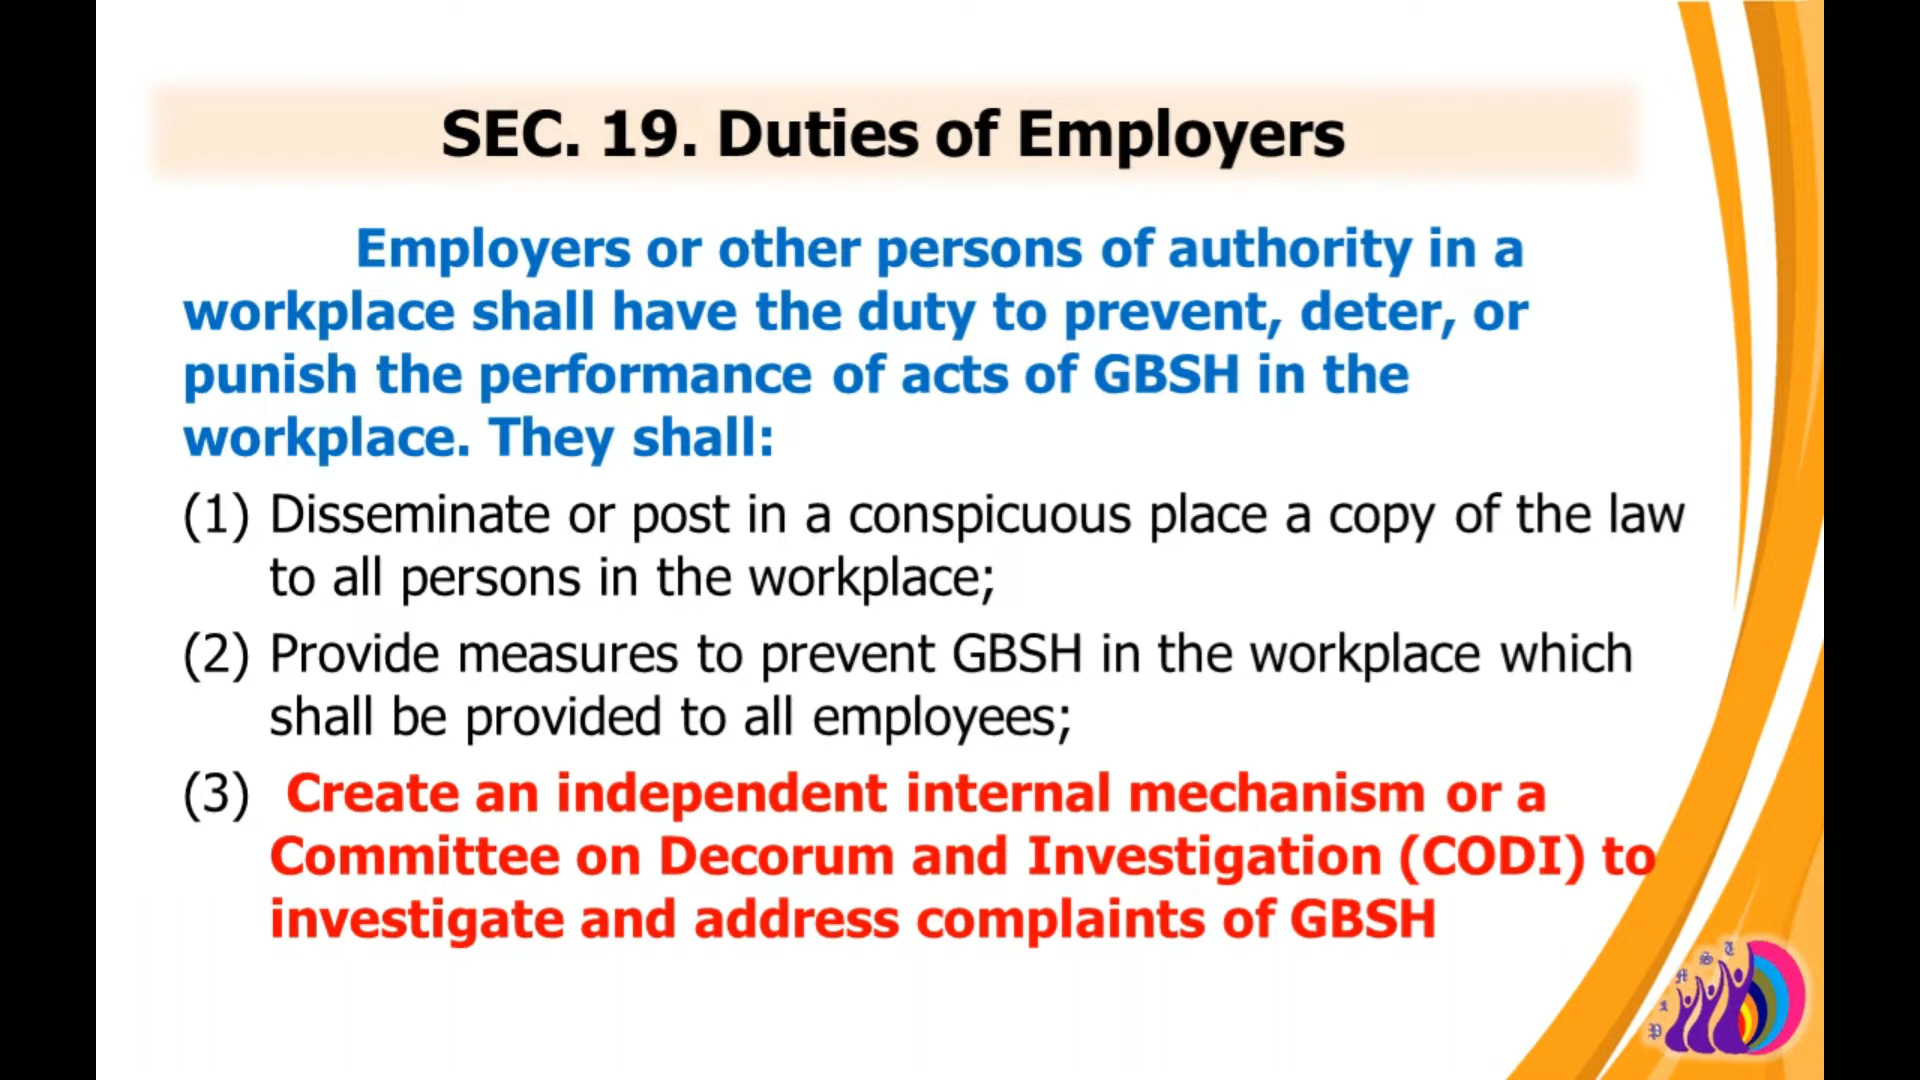 SEC. 19. Duties of Employers
Employers or other persons of authority in a
workplace shall have the duty to prevent, deter, or
punish the performance of acts of GBSH in the
workplace. They shall:
(1) Disseminate or post in a conspicuous place a copy of the law
to all persons in the workplace;
(2) Provide measures to prevent GBSH in the workplace which
shall be provided to all employees;
(3) Create an independent internal mechanism or a
Committee on Decorum and Investigation (CODI) to
investigate and address complaints of GBSH